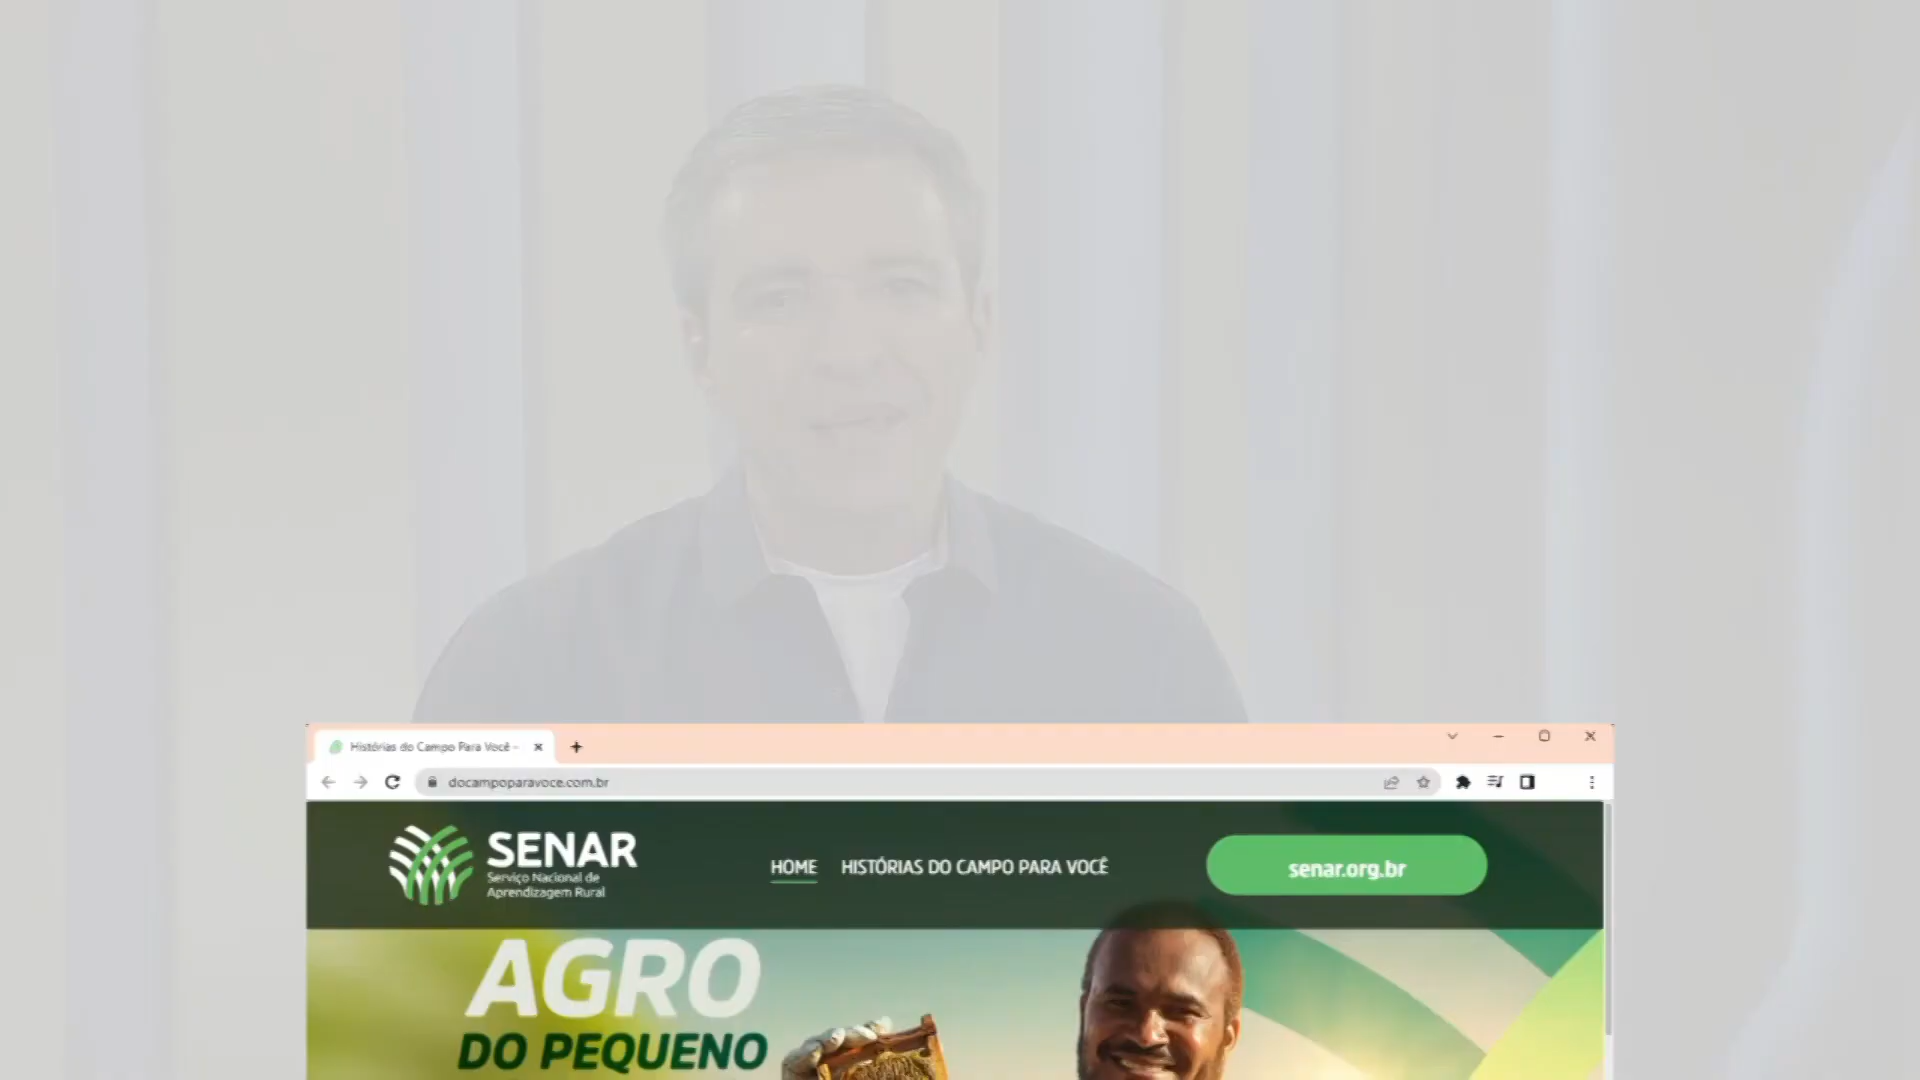 Histórias do Campo Para Você -
docampoparavoce.com.br
SENAR
Serviço Nacional de
Aprendizagem Rural
HOME
HISTÓRIAS DO CAMPO PARA VOCÊ
senar.org.br
AGRO
DO PEQUENO